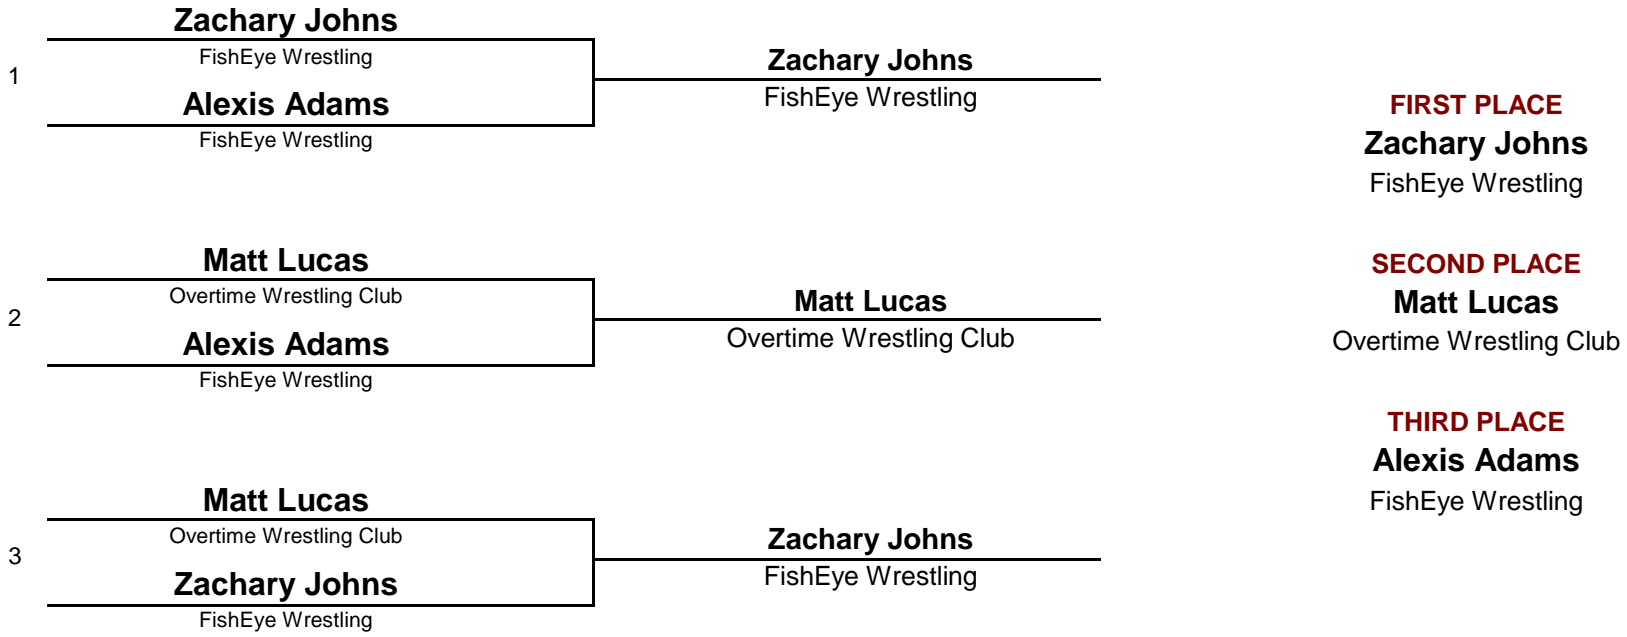 Zachary Johns
FishEye Wrestling
1
Alexis Adams
FishEye Wrestling
Zachary Johns
FishEye Wrestling
Matt Lucas
Overtime Wrestling Club
2
Alexis Adams
FishEye Wrestling
Matt Lucas
Overtime Wrestling Club
Matt Lucas
Overtime Wrestling Club
3
Zachary Johns
FishEye Wrestling
Zachary Johns
FishEye Wrestling
FIRST PLACE
Zachary Johns
FishEye Wrestling
SECOND PLACE
Matt Lucas
Overtime Wrestling Club
THIRD PLACE
Alexis Adams
FishEye Wrestling